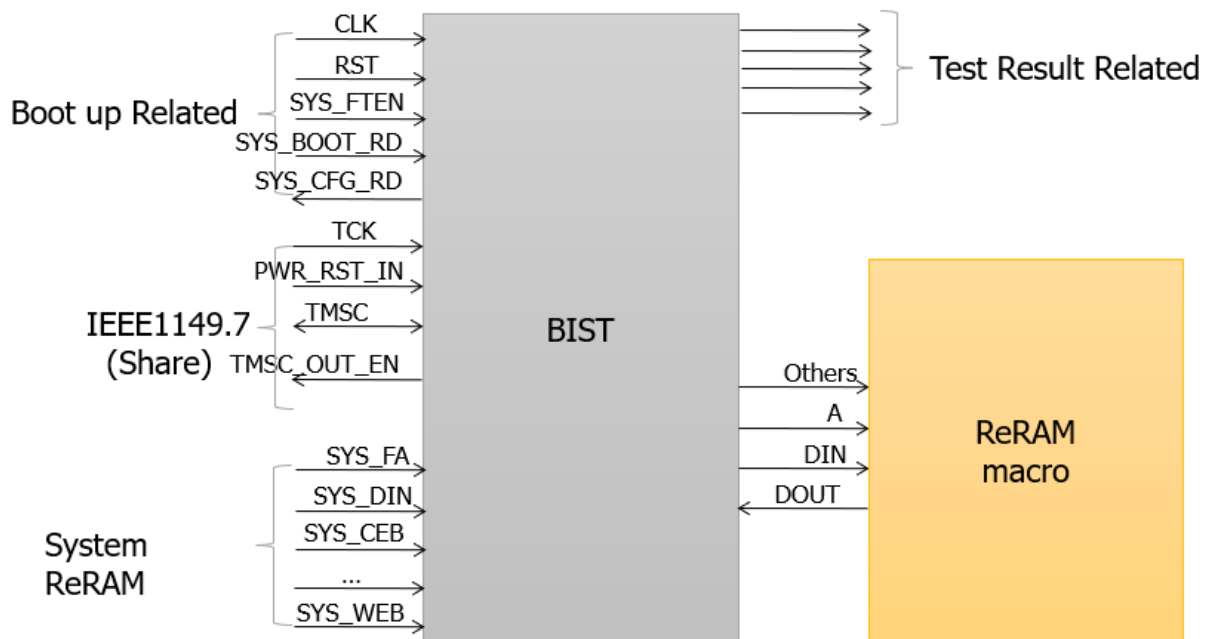 CLK
RST
SYS_FTEN
Boot up Related
SYS_BOOT_RD
SYS_CFG_RD
TCK
PWR_RST_IN
IEEE1149.7
(Share)
TMSC
TMSC_OUT_EN
SYS_FA
SYS_DIN
SYS_CEB
System
ReRAM
...
SYS_WEB
BIST
Test Result Related
Others
A
DIN
DOUT
ReRAM
macro